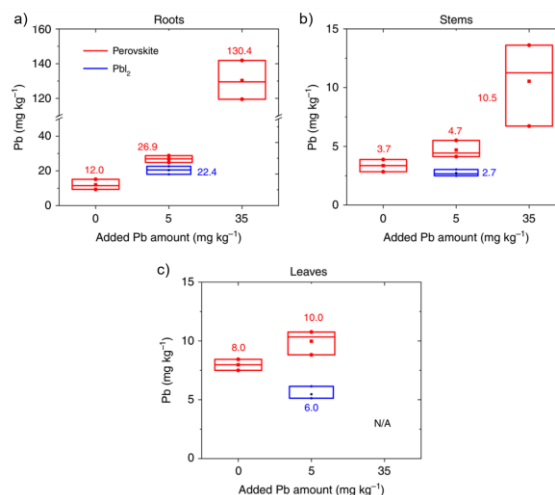 a)
Roots
Pb (mg kg⁻¹)
160
140
120
40
20
0
Perovskite
PbI₂
12.0
26.9
22.4
130.4
0
5
35
Added Pb amount (mg kg⁻¹)
b)
Stems
Pb (mg kg⁻¹)
15
10
5
0
3.7
4.7
2.7
10.5
0
5
35
Added Pb amount (mg kg⁻¹)
c)
Leaves
Pb (mg kg⁻¹)
15
10
5
0
8.0
10.0
6.0
N/A
0
5
35
Added Pb amount (mg kg⁻¹)